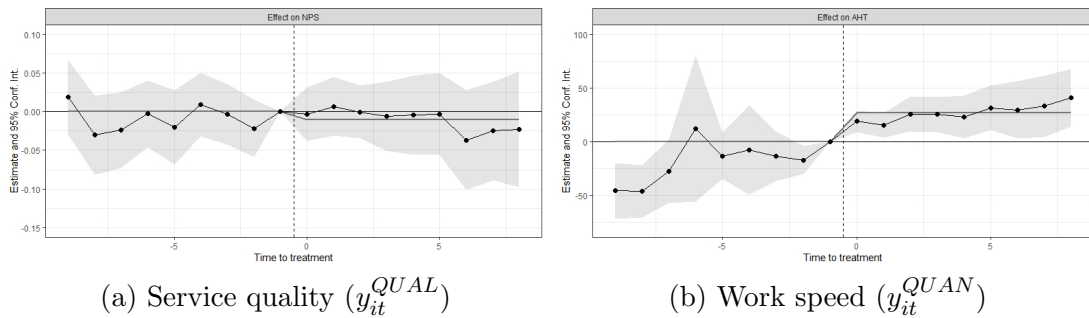 Effect on NPS
0.10
0.05
0.00
-0.05
-0.10
-0.15
Estimate and 95% Conf. Int.
-5
0
5
Time to treatment
(a) Service quality (y_{it}^{QUAL})
Effect on AHT
100
50
0
-50
Estimate and 95% Conf. Int.
-5
0
5
Time to treatment
(b) Work speed (y_{it}^{QUAN})